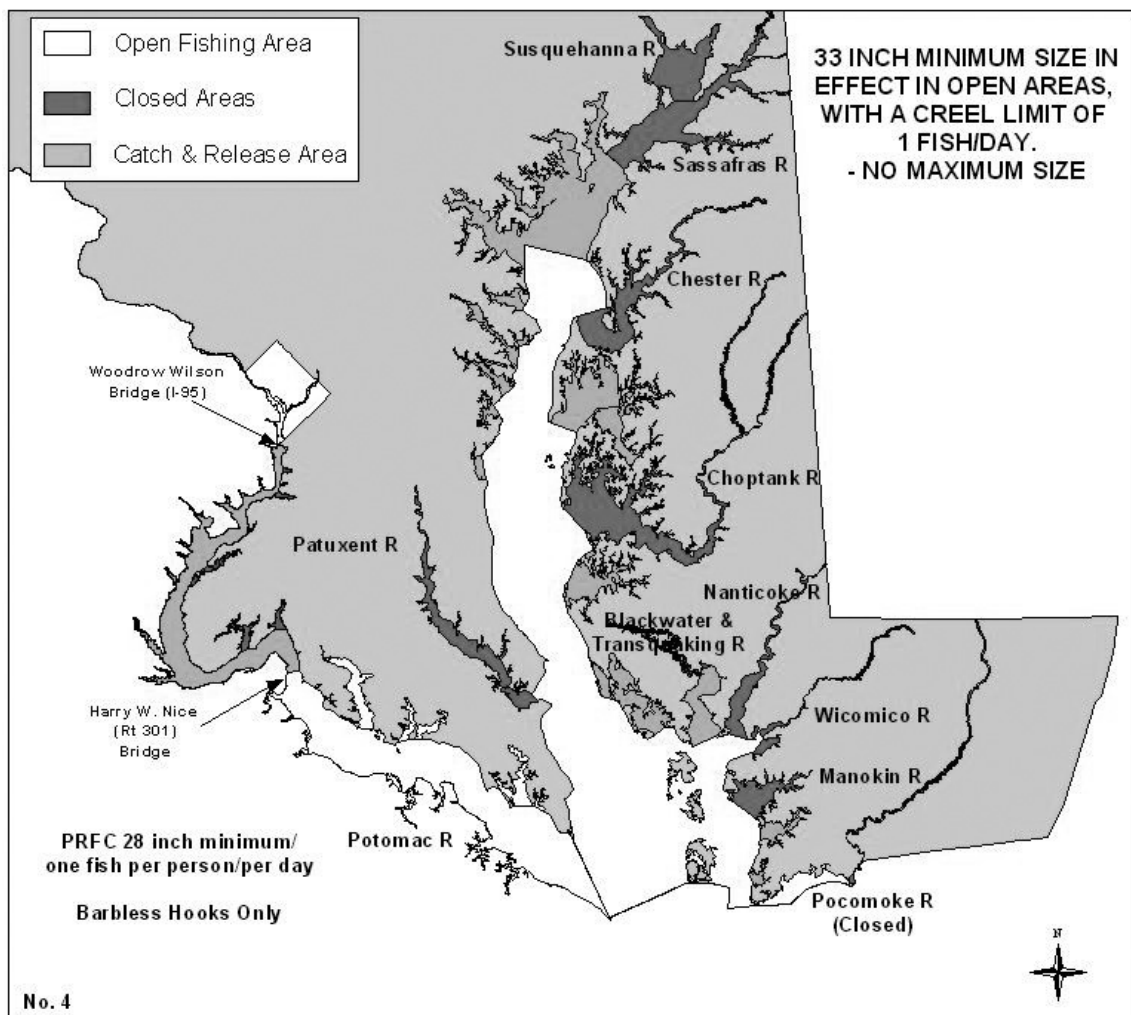 Open Fishing Area
Closed Areas
Catch & Release Area
33 INCH MINIMUM SIZE IN
EFFECT IN OPEN AREAS,
WITH A CREEL LIMIT OF
1 FISH/DAY.
- NO MAXIMUM SIZE
Susquehanna R
Sassafras R
Chester R
Woodrow Wilson
Bridge (I-95)
Choptank R
Patuxent R
Nanticoke R
Blackwater &
Transquaking R
Harry W. Nice
(Rt 301)
Bridge
Wicomico R
Manokin R
Potomac R
PRFC 28 inch minimum/
one fish per person/per day
Barbless Hooks Only
Pocomoke R
(Closed)
N
No. 4